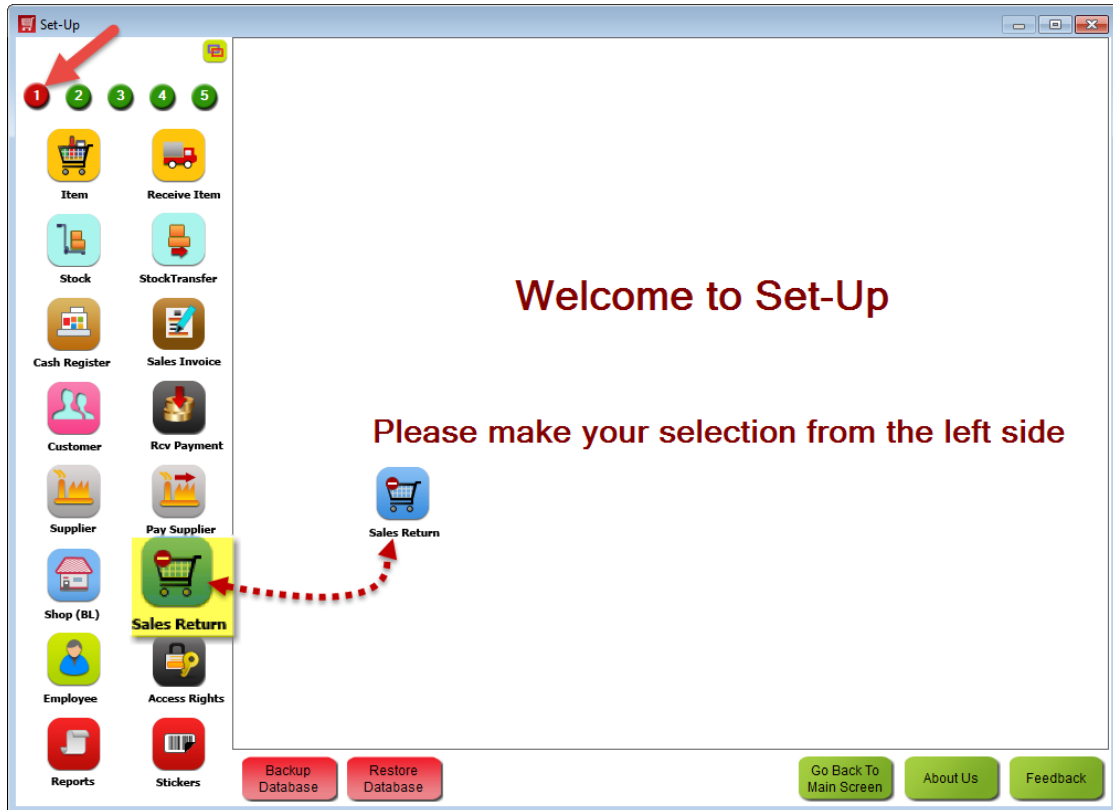 Set-Up
1 2 3 4 5
Item Receive Item
Stock StockTransfer
Cash Register Sales Invoice
Customer Rcv Payment
Supplier Pay Supplier
Shop (BL) Sales Return
Employee Access Rights
Reports Stickers
Welcome to Set-Up
Please make your selection from the left side
Sales Return
Backup
Database
Restore
Database
Go Back To
Main Screen
About Us
Feedback